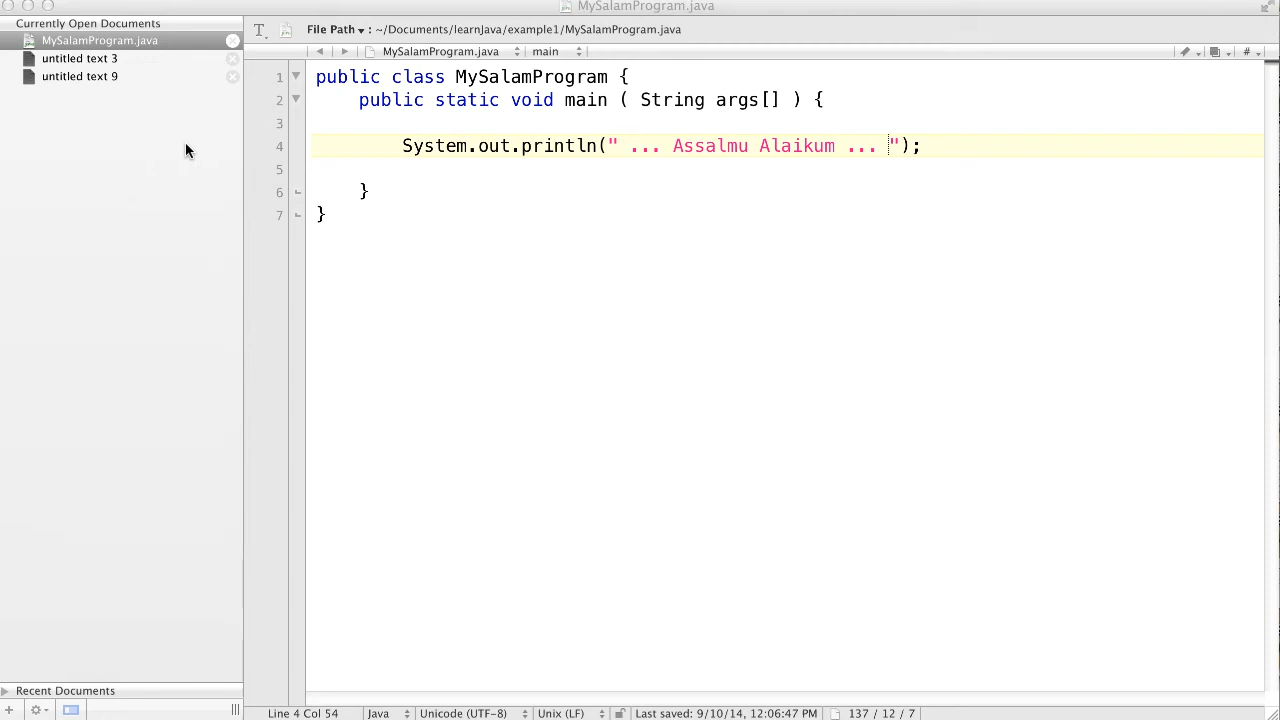 MySalamProgram.java
Currently Open Documents
MySalamProgram.java
untitled text 3
untitled text 9
File Path ▾ : ~/Documents/learnJava/example1/MySalamProgram.java
MySalamProgram.java main #
1 public class MySalamProgram {
2 public static void main ( String args[] ) {
3
4 System.out.println(" ... Assalmu Alaikum ... ");
5
6 }
7 }
Recent Documents
Line 4 Col 54 Java Unicode (UTF-8) Unix (LF) Last saved: 9/10/14, 12:06:47 PM 137 / 12 / 7